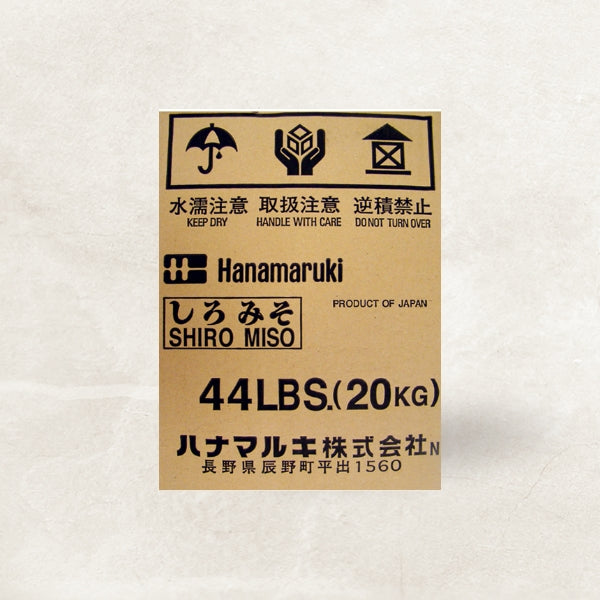 水濡注意 取扱注意 逆積禁止
KEEP DRY HANDLE WITH CARE DO NOT TURN OVER
Hanamaruki
PRODUCT OF JAPAN
しろみそ
SHIRO MISO
44LBS.(20KG)
ハナマルキ株式会社 N
長野県辰野町平出1560